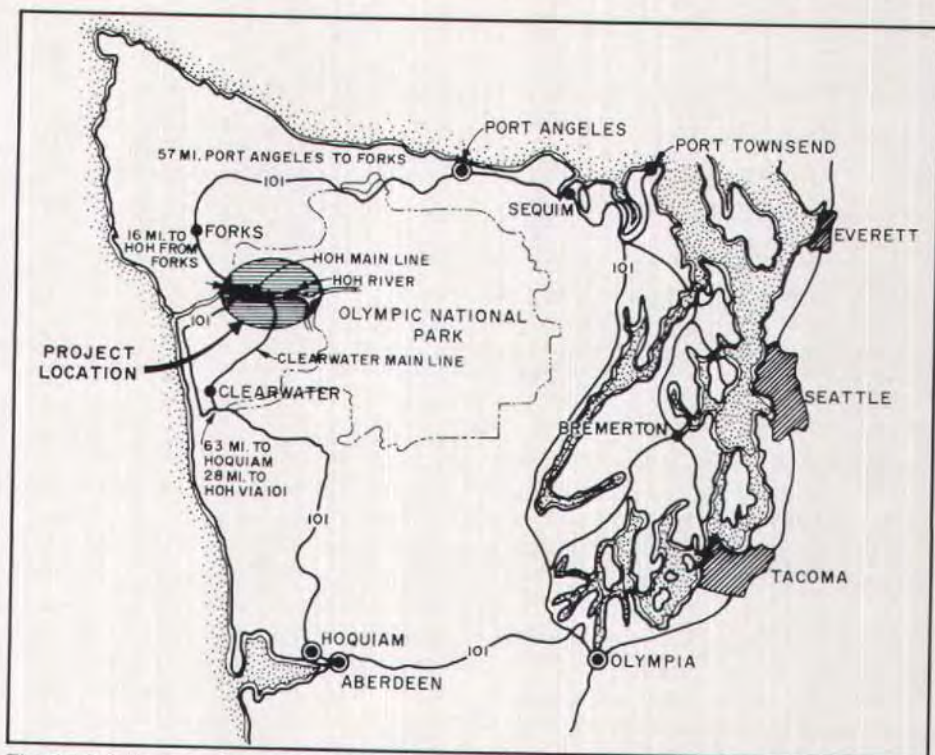 PORT ANGELES
PORT TOWNSEND
57 MI. PORT ANGELES TO FORKS
101
SEQUIM
FORKS
EVERETT
16 MI. TO
HOH FROM
FORKS
HOH MAIN LINE
HOH RIVER
101
OLYMPIC NATIONAL
PARK
101
PROJECT
LOCATION
CLEARWATER MAIN LINE
CLEARWATER
SEATTLE
BREMERTON
63 MI. TO
HOQUIAM
28 MI. TO
HOH VIA 101
101
TACOMA
HOQUIAM
ABERDEEN
101
OLYMPIA